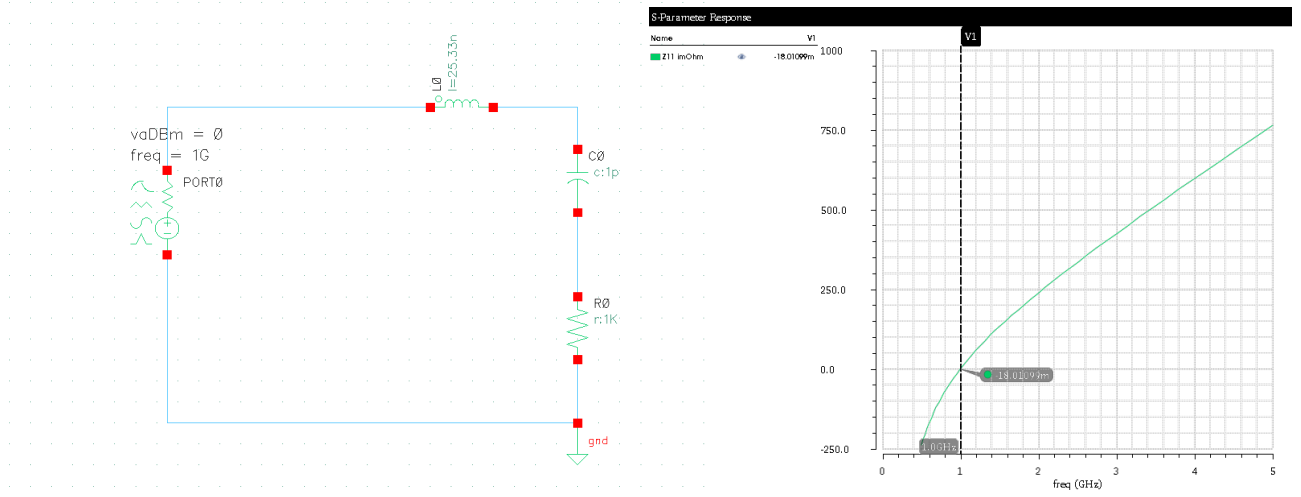 L0
l=25.33n
vaDBm = 0
freq = 1G
PORT0
C0
c:1p
R0
r:1K
gnd
S-Parameter Response
Name V1
Z11 imOhm -18.01099m
V1
1000
750.0
500.0
250.0
0.0
-250.0
-18.01099m
1.0GHz
0 1 2 3 4 5
freq (GHz)